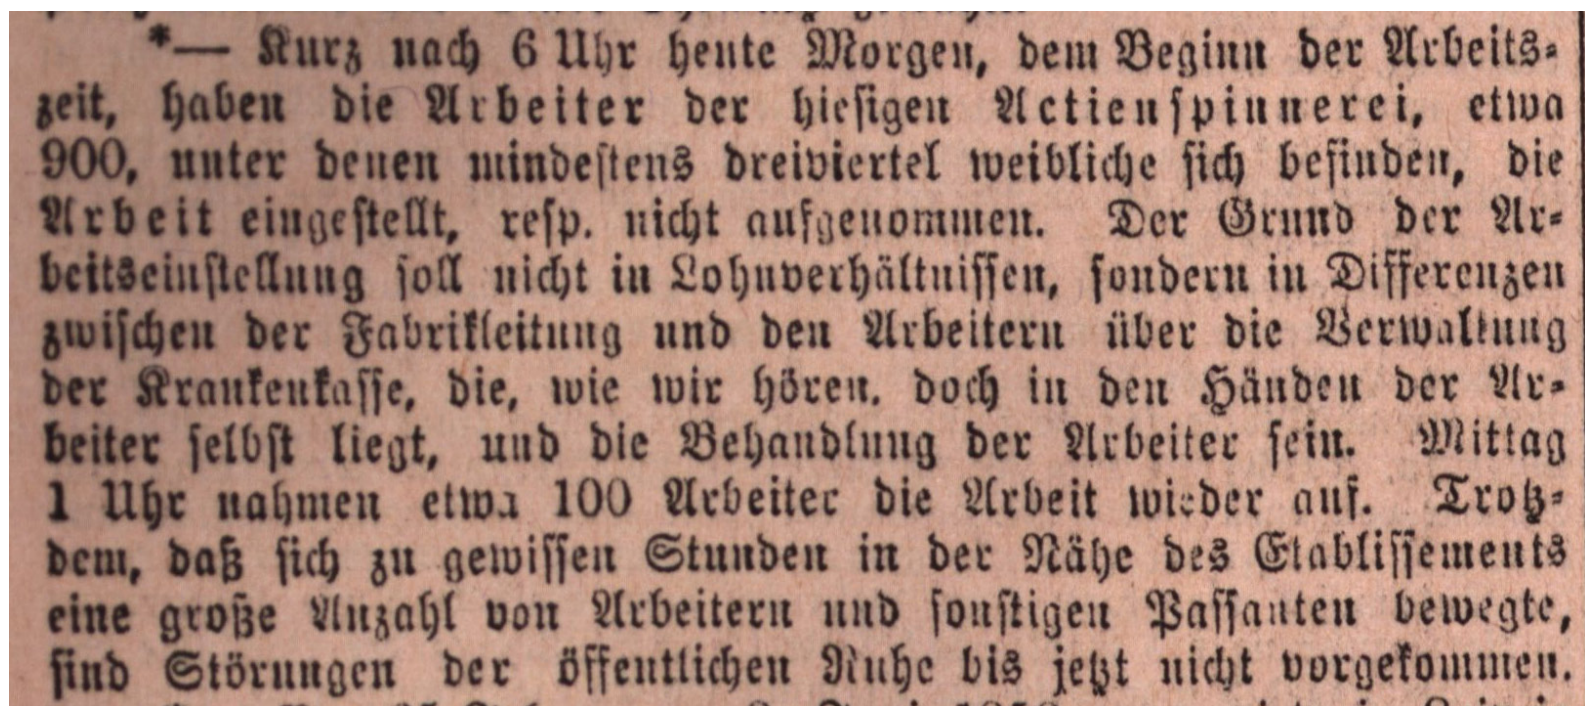 *— Kurz nach 6 Uhr heute Morgen, dem Beginn der Arbeits-
zeit, haben die Arbeiter der hiesigen Actienspinnerei, etwa
900, unter denen mindestens dreiviertel weibliche sich befinden, die
Arbeit eingestellt, resp. nicht aufgenommen. Der Grund der Ar-
beitseinstellung soll nicht in Lohnverhältnissen, sondern in Differenzen
zwischen der Fabrikleitung und den Arbeitern über die Verwaltung
der Krankenkasse, die, wie wir hören, doch in den Händen der Ar-
beiter selbst liegt, und die Behandlung der Arbeiter sein. Mittag
1 Uhr nahmen etwa 100 Arbeiter die Arbeit wieder auf. Trotz-
dem, daß sich zu gewissen Stunden in der Nähe des Etablissements
eine große Anzahl von Arbeitern und sonstigen Passanten bewegte,
sind Störungen der öffentlichen Ruhe bis jetzt nicht vorgekommen.